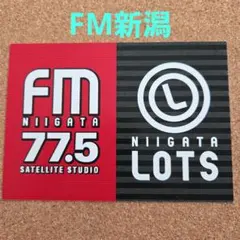 FM新潟
FM
NIIGATA
77.5
SATELLITE STUDIO
L
NIIGATA
LOTS